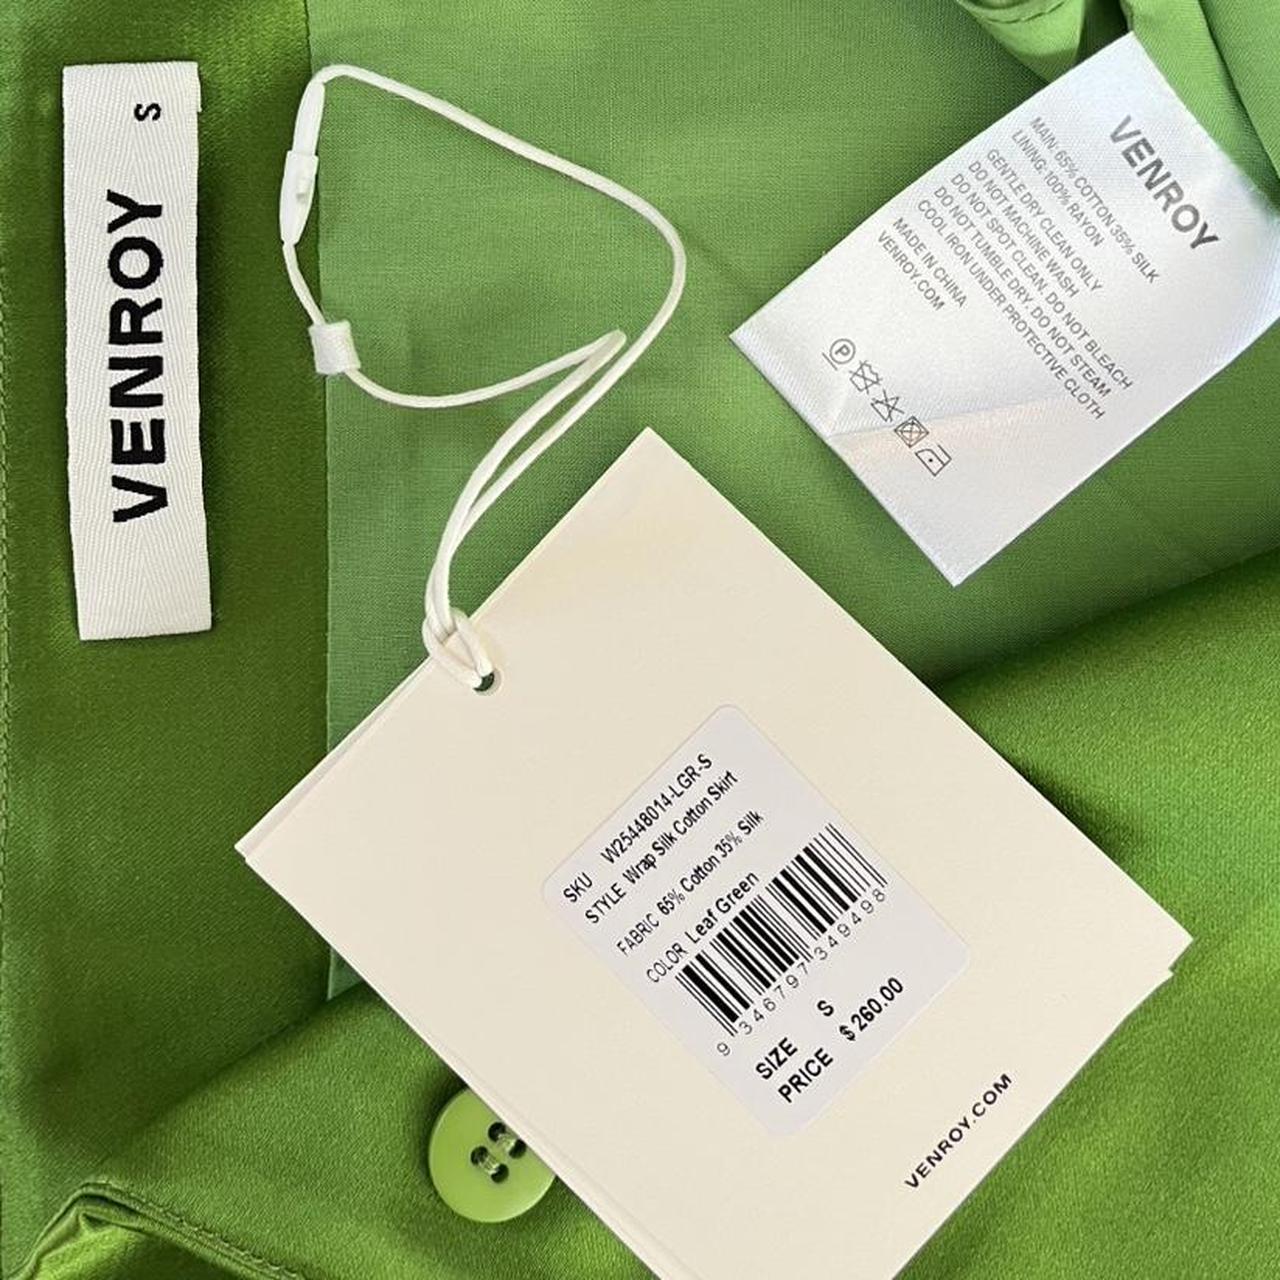 VENROY S
VENROY
MAIN: 65% COTTON 35% SILK
LINING: 100% RAYON
GENTLE DRY CLEAN ONLY
DO NOT MACHINE WASH
DO NOT SPOT CLEAN. DO NOT BLEACH
DO NOT TUMBLE DRY. DO NOT STEAM
COOL IRON UNDER PROTECTIVE CLOTH
MADE IN CHINA
VENROY.COM
P
SKU W25448014-LGR-S
STYLE Wrap Silk Cotton Skirt
FABRIC 65% Cotton 35% Silk
COLOR Leaf Green
9 346797 349498
SIZE S
PRICE $260.00
VENROY.COM